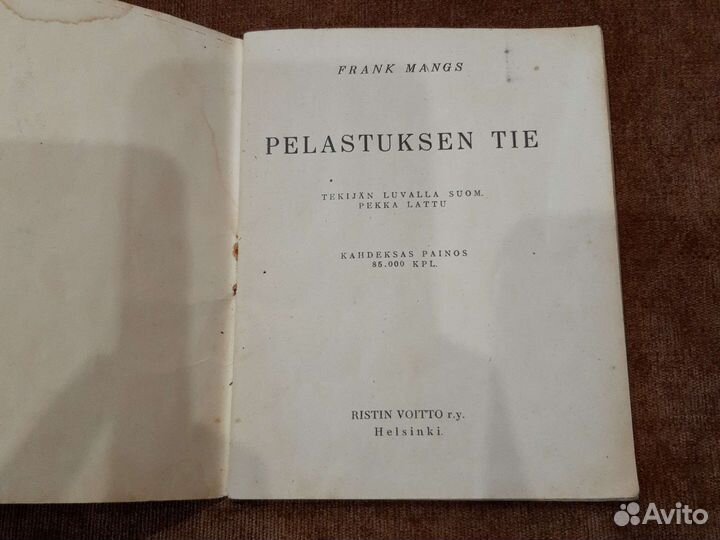 FRANK MANGS
PELASTUKSEN TIE
TEKIJÄN LUVALLA SUOM.
PEKKA LATTU
KAHDEKSAS PAINOS
85.000 KPL.
RISTIN VOITTO r.y.
Helsinki.
Avito